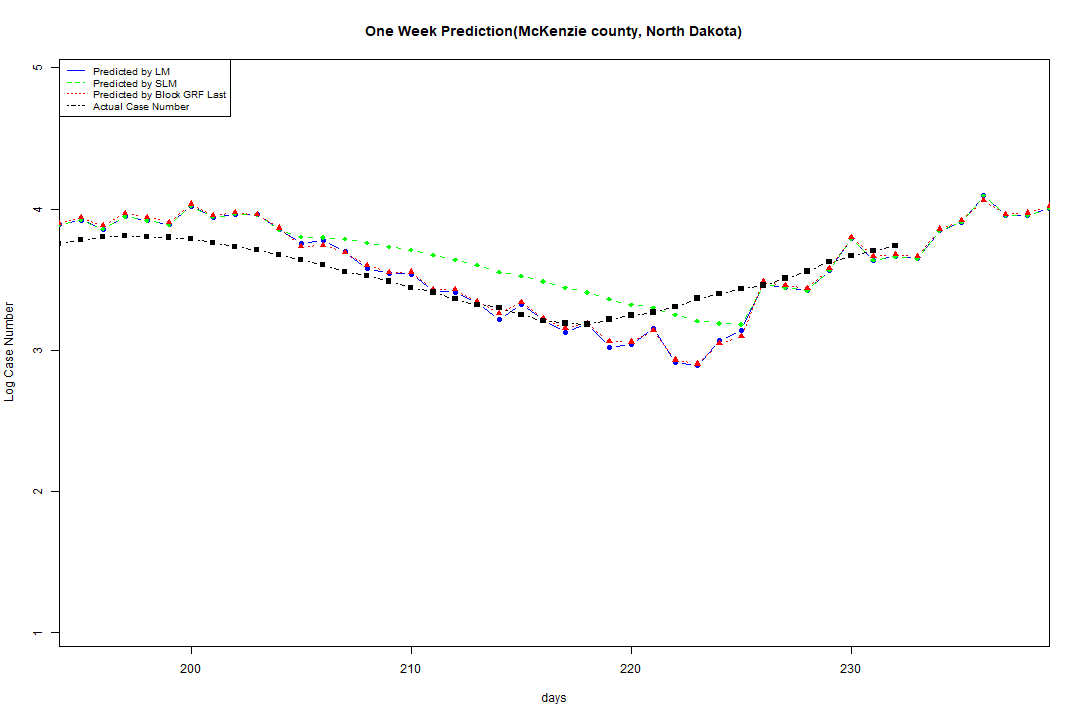 One Week Prediction(McKenzie county, North Dakota)
Predicted by LM
Predicted by SLM
Predicted by Block GRF Last
Actual Case Number
5
4
3
2
1
Log Case Number
200 210 220 230
days